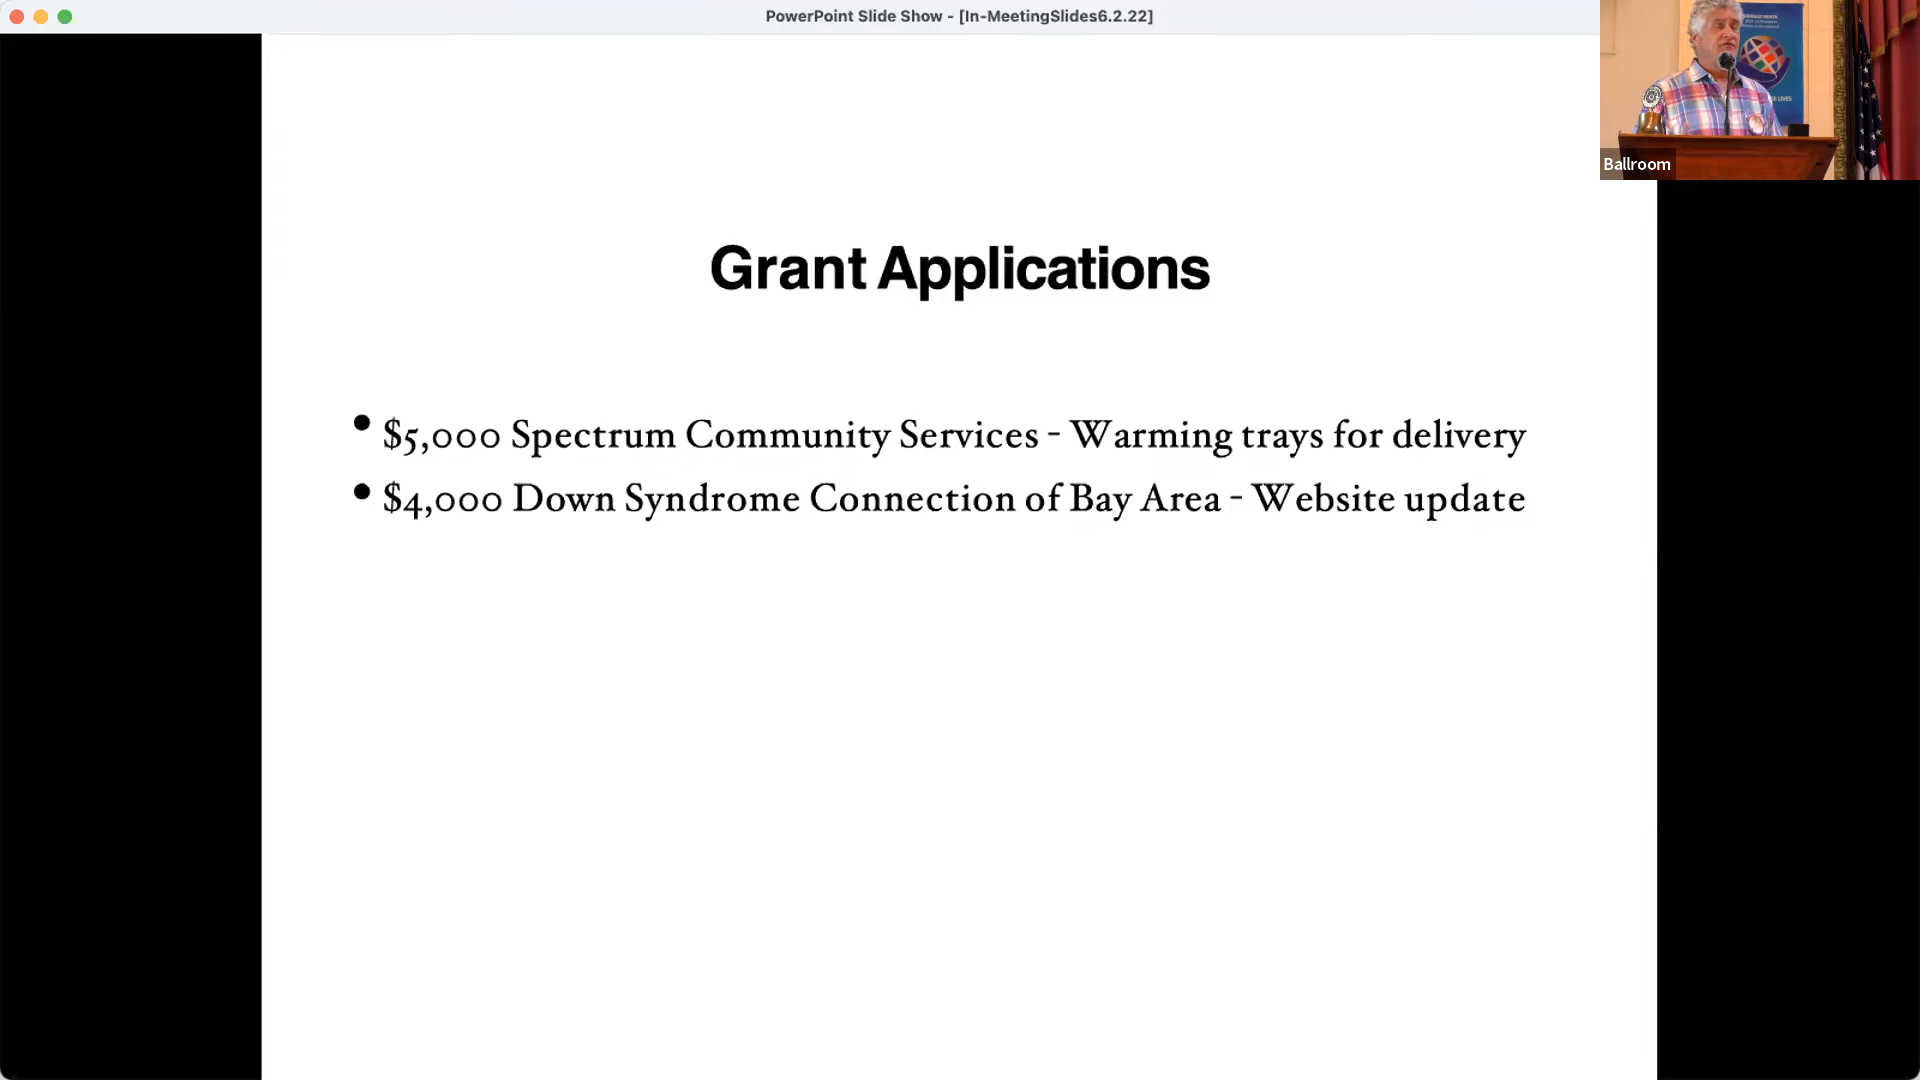 PowerPoint Slide Show - [In-MeetingSlides6.2.22]
Ballroom
Grant Applications
• $5,000 Spectrum Community Services - Warming trays for delivery
• $4,000 Down Syndrome Connection of Bay Area - Website update